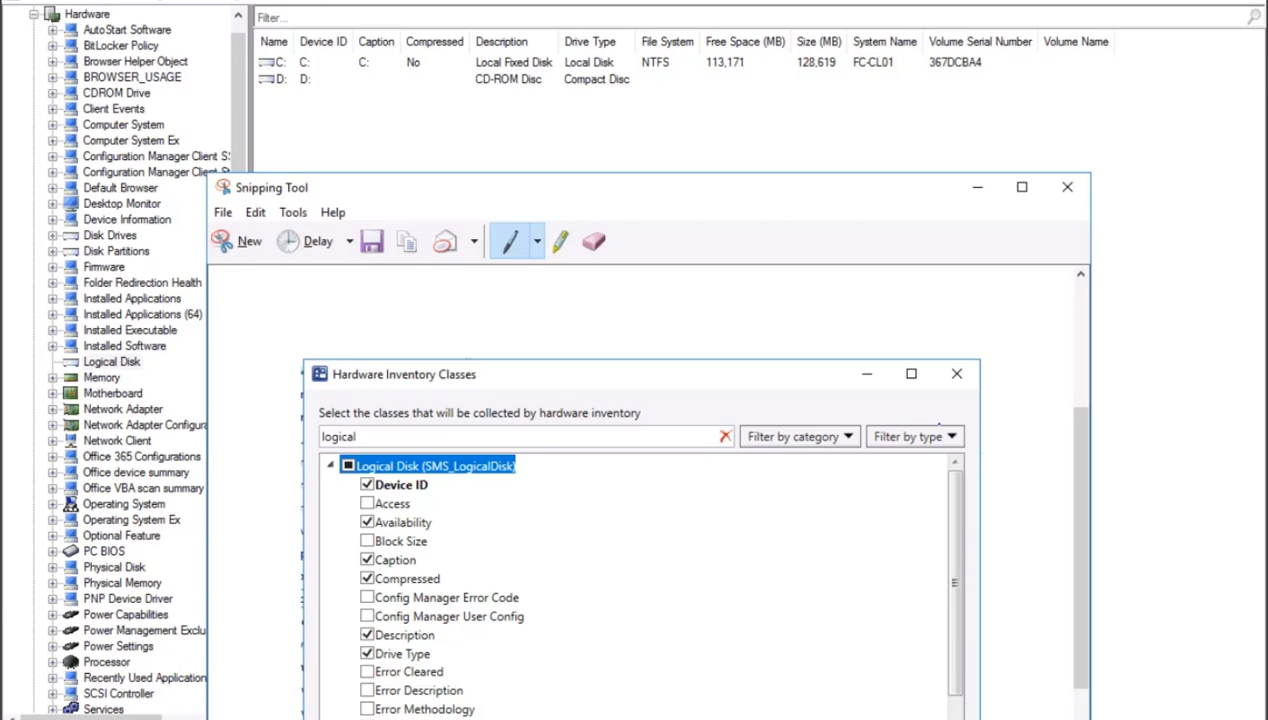 Hardware
AutoStart Software
BitLocker Policy
Browser Helper Object
BROWSER_USAGE
CDROM Drive
Client Events
Computer System
Computer System Ex
Configuration Manager Client S
Configuration Manager Client
Default Browser
Desktop Monitor
Device Information
Disk Drives
Disk Partitions
Firmware
Folder Redirection Health
Installed Applications
Installed Applications (64)
Installed Executable
Installed Software
Logical Disk
Memory
Motherboard
Network Adapter
Network Adapter Configura
Network Client
Office 365 Configurations
Office device summary
Office VBA scan summary
Operating System
Operating System Ex
Optional Feature
PC BIOS
Physical Disk
Physical Memory
PNP Device Driver
Power Capabilities
Power Management Exclu
Power Settings
Processor
Recently Used Application
SCSI Controller
Services
Filter...
Name Device ID Caption Compressed Description Drive Type File System Free Space (MB) Size (MB) System Name Volume Serial Number Volume Name
C: C: C: No Local Fixed Disk Local Disk NTFS 113,171 128,619 FC-CL01 367DCBA4
D: D: CD-ROM Disc Compact Disc
Snipping Tool
File Edit Tools Help
New Delay
Hardware Inventory Classes
Select the classes that will be collected by hardware inventory
logical Filter by category Filter by type
Logical Disk (SMS_LogicalDisk)
Device ID
Access
Availability
Block Size
Caption
Compressed
Config Manager Error Code
Config Manager User Config
Description
Drive Type
Error Cleared
Error Description
Error Methodology